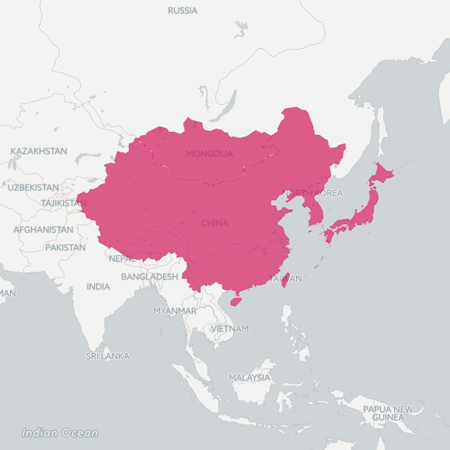 RUSSIA
KAZAKHSTAN
MONGOLIA
UZBEKISTAN
NORTH KOREA
TAJIKISTAN
CHINA
AFGHANISTAN
PAKISTAN
NEPAL
BANGLADESH
TAIWAN
INDIA
MYANMAR
VIETNAM
SRI LANKA
MALAYSIA
PAPUA NEW
GUINEA
Indian Ocean